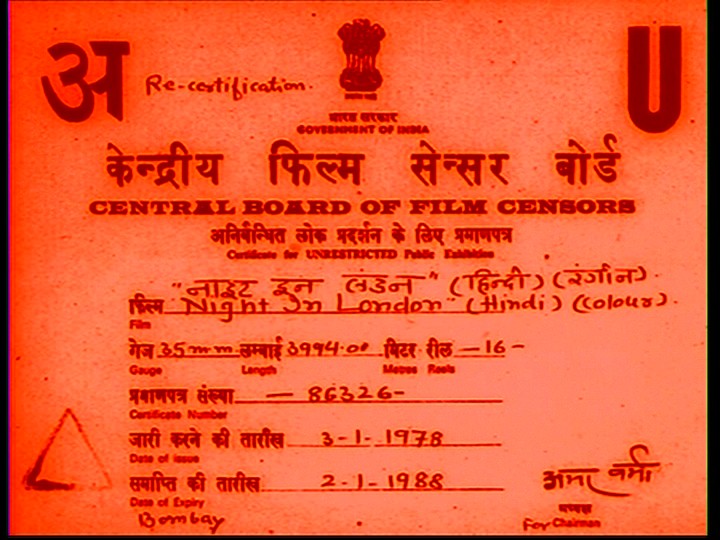 अ Re-certification. U
भारत सरकार
GOVERNMENT OF INDIA
केन्द्रीय फिल्म सेन्सर बोर्ड
CENTRAL BOARD OF FILM CENSORS
अनिर्बन्धित लोक प्रदर्शन के लिए प्रमाणपत्र
Certificate for UNRESTRICTED Public Exhibition
"नाइट इन लंडन" (हिन्दी) (रंगीन).
फिल्म "Night In London" (Hindi) (Colour).
Film
गेज 35mm लम्बाई 3994.01 मिटर रील -16-
Gauge Length Metres Reels
प्रमाणपत्र संख्या - 86326-
Certificate Number
जारी करने की तारीख 3-1-1978
Date of issue
समाप्ति की तारीख 2-1-1988
Date of Expiry
Bombay
वर्मा
For Chairman